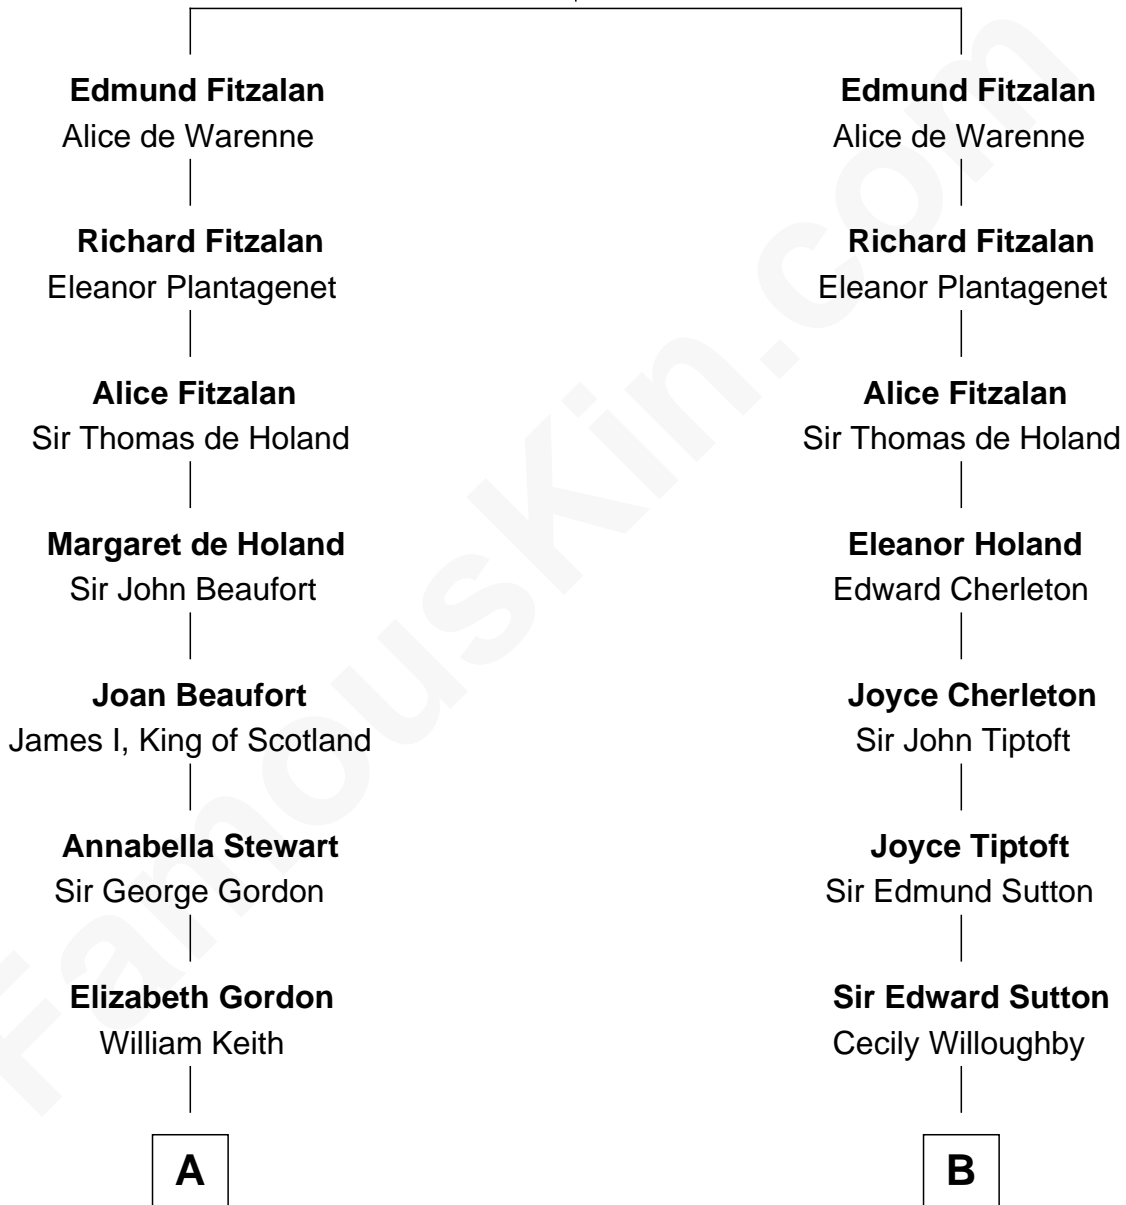 Edmund Fitzalan
Alice de Warenne
Richard Fitzalan
Eleanor Plantagenet
Alice Fitzalan
Sir Thomas de Holand
Margaret de Holand
Sir John Beaufort
Joan Beaufort
James I, King of Scotland
Annabella Stewart
Sir George Gordon
Elizabeth Gordon
William Keith
A
Edmund Fitzalan
Alice de Warenne
Richard Fitzalan
Eleanor Plantagenet
Alice Fitzalan
Sir Thomas de Holand
Eleanor Holand
Edward Cherleton
Joyce Cherleton
Sir John Tiptoft
Joyce Tiptoft
Sir Edmund Sutton
Sir Edward Sutton
Cecily Willoughby
B
FamousKin.com